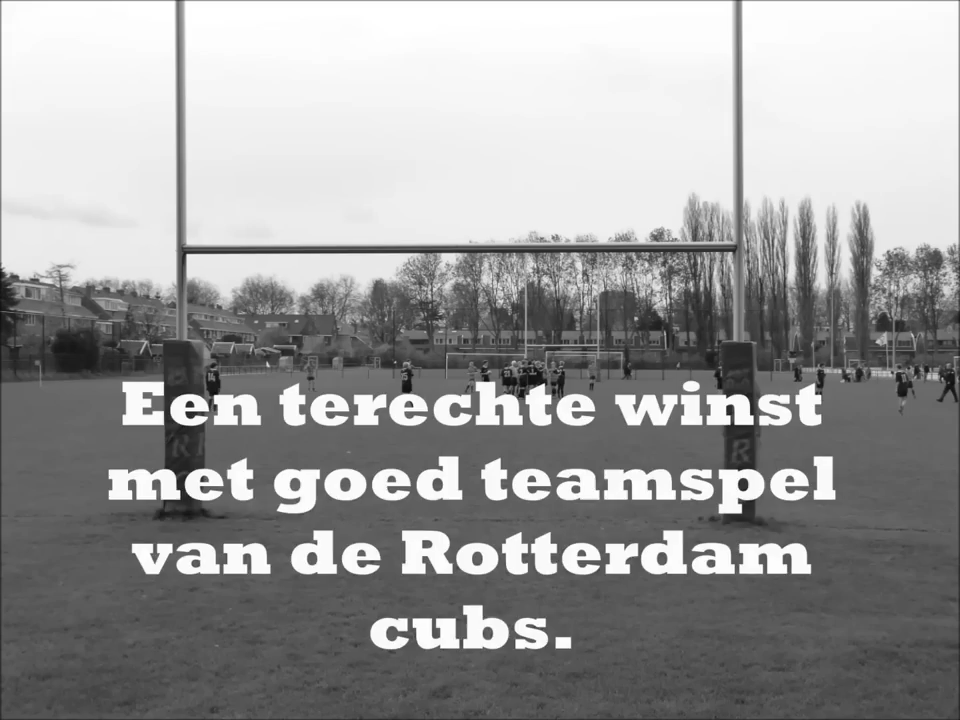 Een terechte winst
met goed teamspel
van de Rotterdam
cubs.